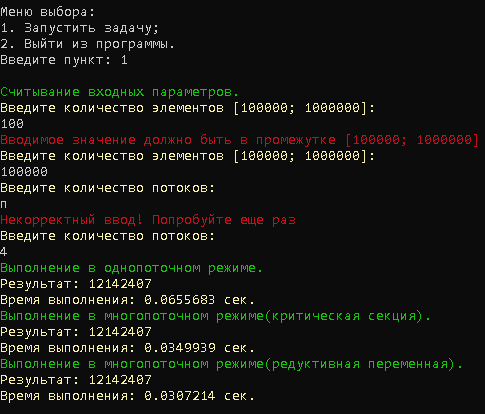 Меню выбора:
1. Запустить задачу;
2. Выйти из программы.
Введите пункт: 1
Считывание входных параметров.
Введите количество элементов [100000; 1000000]:
100
Вводимое значение должно быть в промежутке [100000; 1000000]
Введите количество элементов [100000; 1000000]:
100000
Введите количество потоков:
п
Некорректный ввод! Попробуйте еще раз
Введите количество потоков:
4
Выполнение в однопоточном режиме.
Результат: 12142407
Время выполнения: 0.0655683 сек.
Выполнение в многопоточном режиме(критическая секция).
Результат: 12142407
Время выполнения: 0.0349939 сек.
Выполнение в многопоточном режиме(редуктивная переменная).
Результат: 12142407
Время выполнения: 0.0307214 сек.